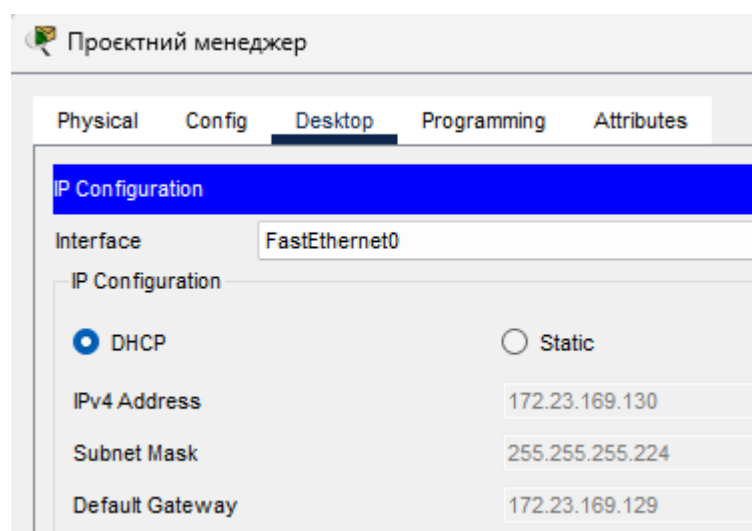 Проєктний менеджер
Physical Config Desktop Programming Attributes
IP Configuration
Interface FastEthernet0
IP Configuration
DHCP Static
IPv4 Address 172.23.169.130
Subnet Mask 255.255.255.224
Default Gateway 172.23.169.129